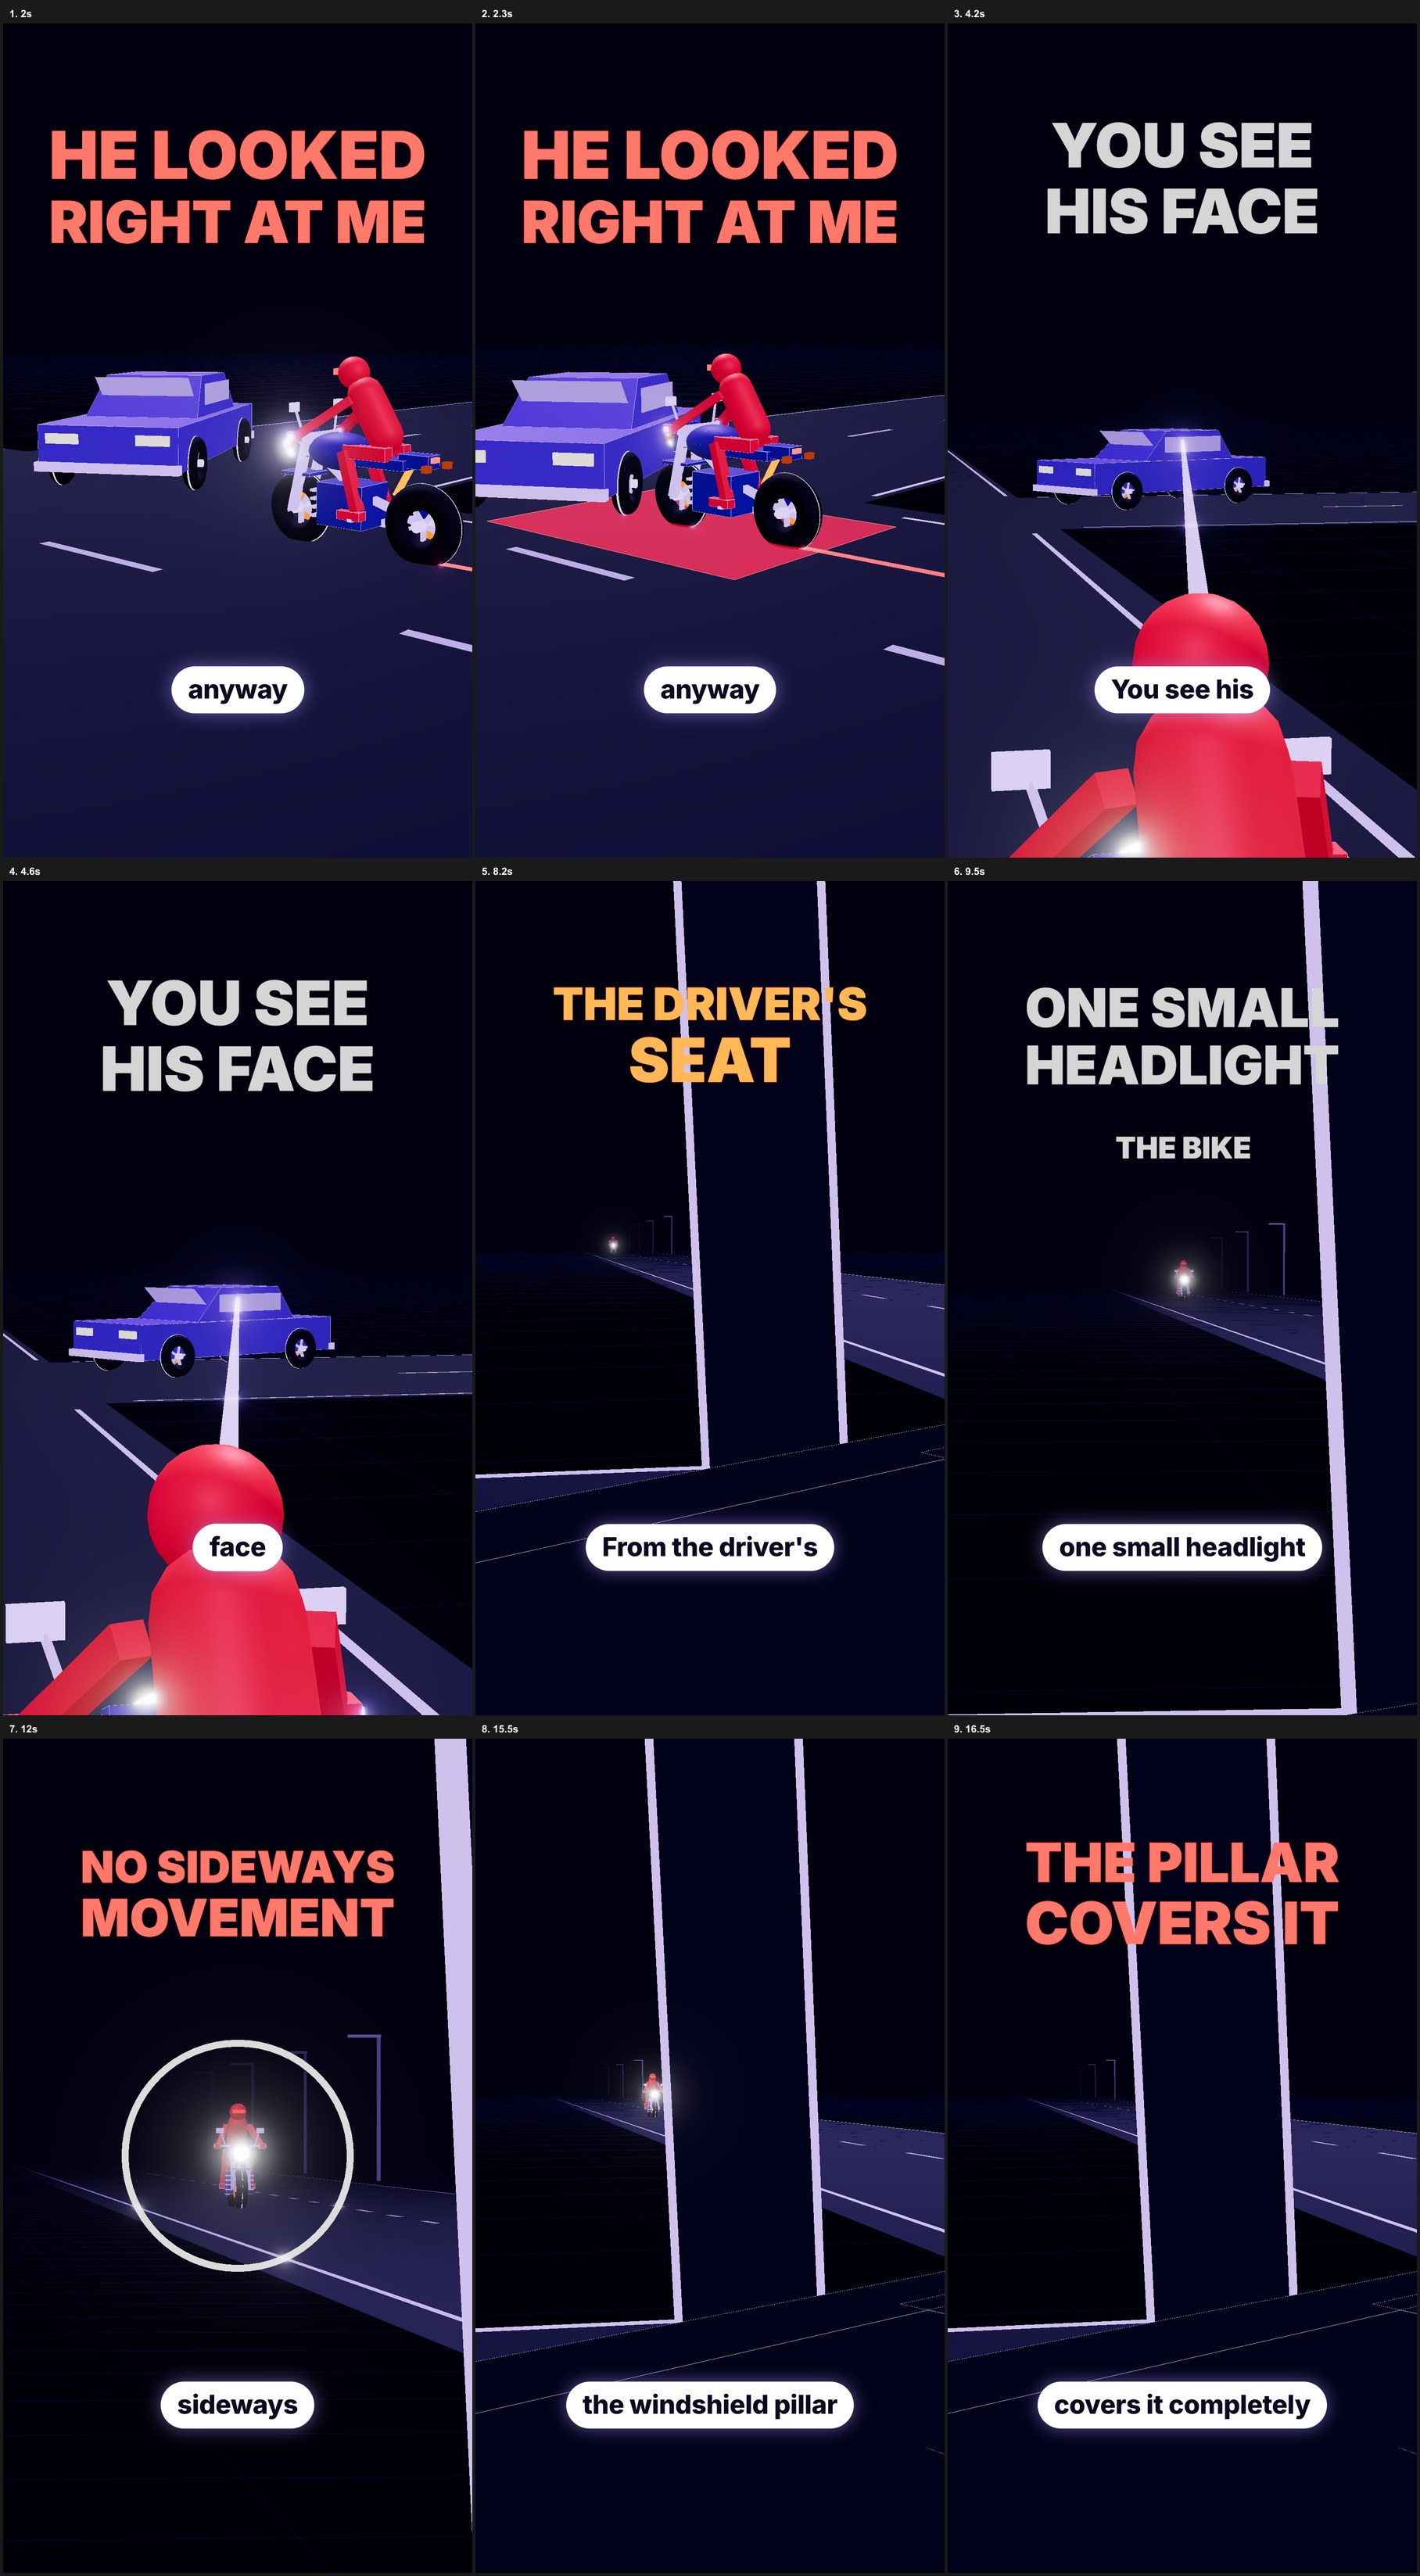 1. 2s
HE LOOKED
RIGHT AT ME
anyway
2. 2.3s
HE LOOKED
RIGHT AT ME
anyway
3. 4.2s
YOU SEE
HIS FACE
You see his
4. 4.6s
YOU SEE
HIS FACE
face
5. 8.2s
THE DRIVER'S
SEAT
From the driver's
6. 9.5s
ONE SMALL
HEADLIGHT
THE BIKE
one small headlight
7. 12s
NO SIDEWAYS
MOVEMENT
sideways
8. 15.5s
the windshield pillar
9. 16.5s
THE PILLAR
COVERS IT
covers it completely